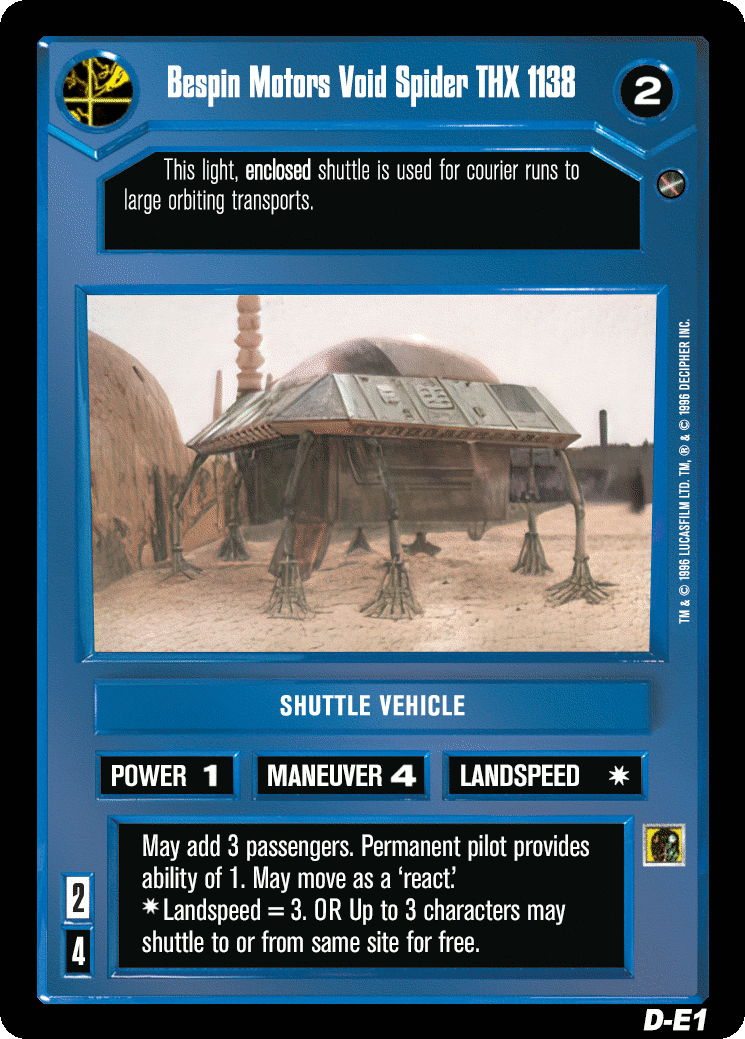 Bespin Motors Void Spider THX 1138
2
This light, enclosed shuttle is used for courier runs to
large orbiting transports.
TM & © 1996 LUCASFILM LTD. TM, ® & © 1996 DECIPHER INC.
SHUTTLE VEHICLE
POWER 1
MANEUVER 4
LANDSPEED ✷
May add 3 passengers. Permanent pilot provides
ability of 1. May move as a ‘react.’
✷Landspeed = 3. OR Up to 3 characters may
shuttle to or from same site for free.
2
4
D-E1